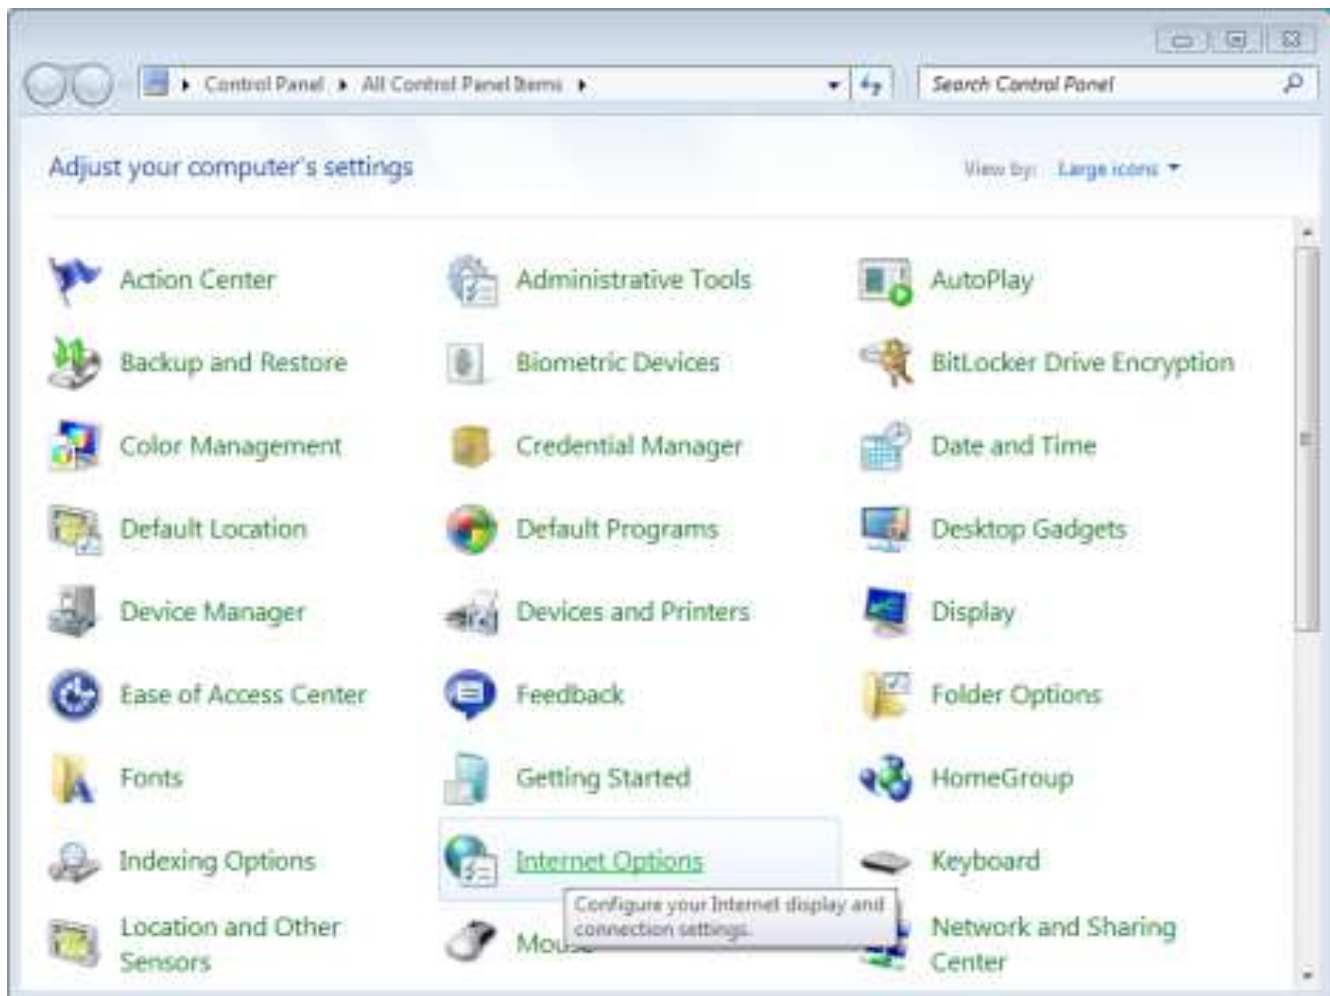 Control Panel All Control Panel Items
Search Control Panel
Adjust your computer's settings
View by: Large icons
Action Center
Administrative Tools
AutoPlay
Backup and Restore
Biometric Devices
BitLocker Drive Encryption
Color Management
Credential Manager
Date and Time
Default Location
Default Programs
Desktop Gadgets
Device Manager
Devices and Printers
Display
Ease of Access Center
Feedback
Folder Options
Fonts
Getting Started
HomeGroup
Indexing Options
Internet Options
Keyboard
Configure your Internet display and
connection settings.
Location and Other
Sensors
Mouse
Network and Sharing
Center